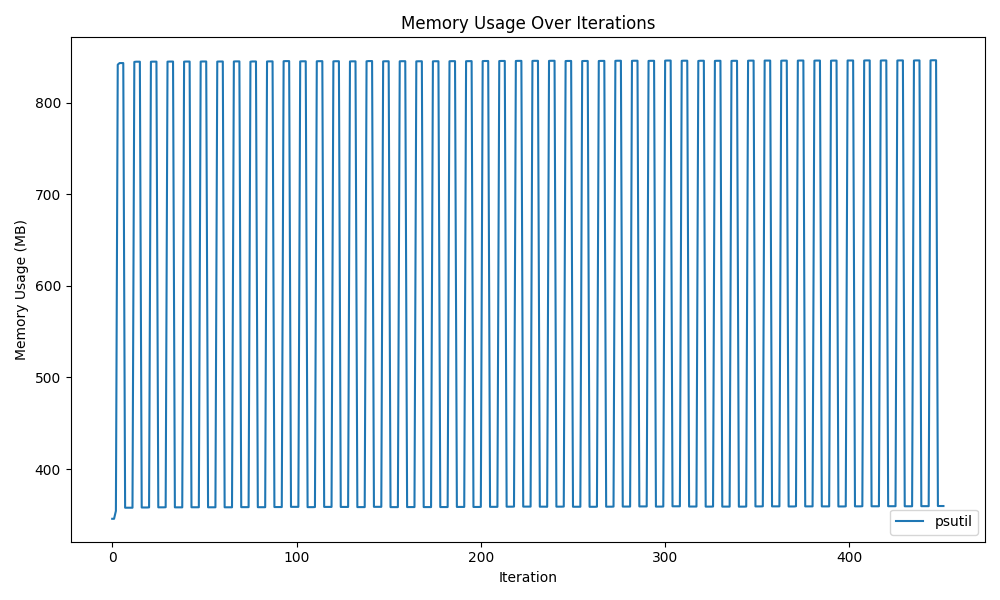 Memory Usage Over Iterations
800
700
600
500
400
Memory Usage (MB)
psutil
0 100 200 300 400
Iteration